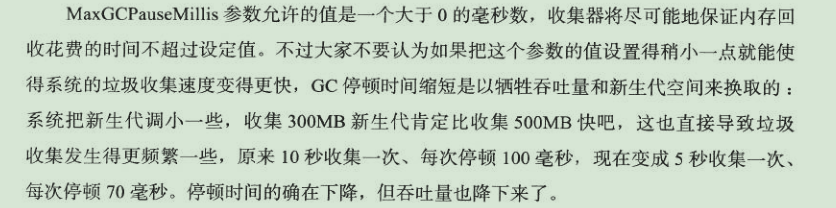 MaxGCPauseMillis 参数允许的值是一个大于 0 的毫秒数，收集器将尽可能地保证内存回
收花费的时间不超过设定值。不过大家不要认为如果把这个参数的值设置得稍小一点就能使
得系统的垃圾收集速度变得更快，GC 停顿时间缩短是以牺牲吞吐量和新生代空间来换取的：
系统把新生代调小一些，收集 300MB 新生代肯定比收集 500MB 快吧，这也直接导致垃圾
收集发生得更频繁一些，原来 10 秒收集一次、每次停顿 100 毫秒，现在变成 5 秒收集一次、
每次停顿 70 毫秒。停顿时间的确在下降，但吞吐量也降下来了。